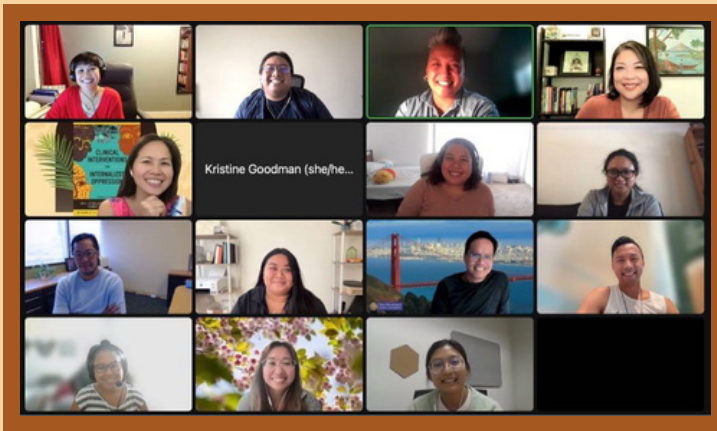 CLINICAL
INTERVENTIONS
INTERNALIZED
OPPRESSION
Kristine Goodman (she/he...